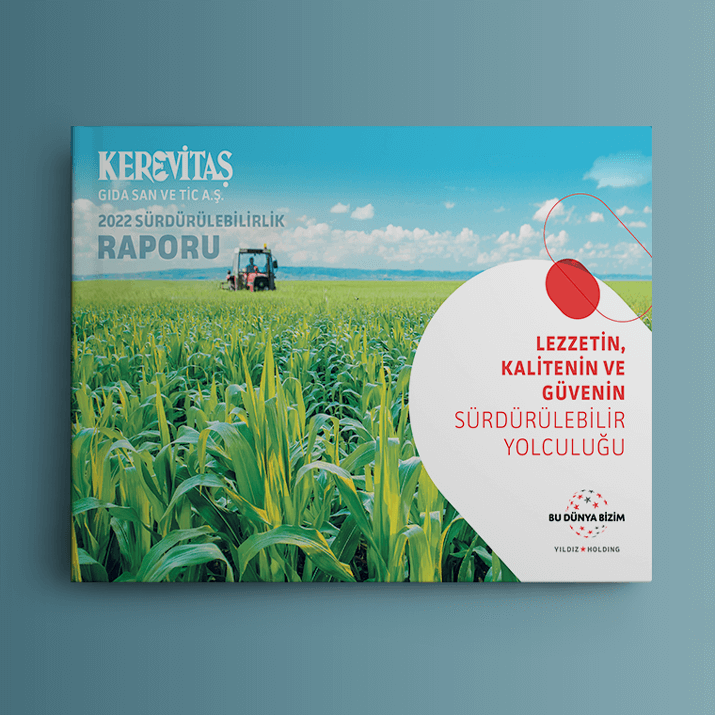 KEREVİTAŞ
GIDA SAN VE TİC A.Ş.
2022 SÜRDÜRÜLEBİLİRLİK
RAPORU
LEZZETİN,
KALİTENİN VE
GÜVENİN
SÜRDÜRÜLEBİLİR
YOLCULUĞU
BU DÜNYA BİZİM
YILDIZ★HOLDING